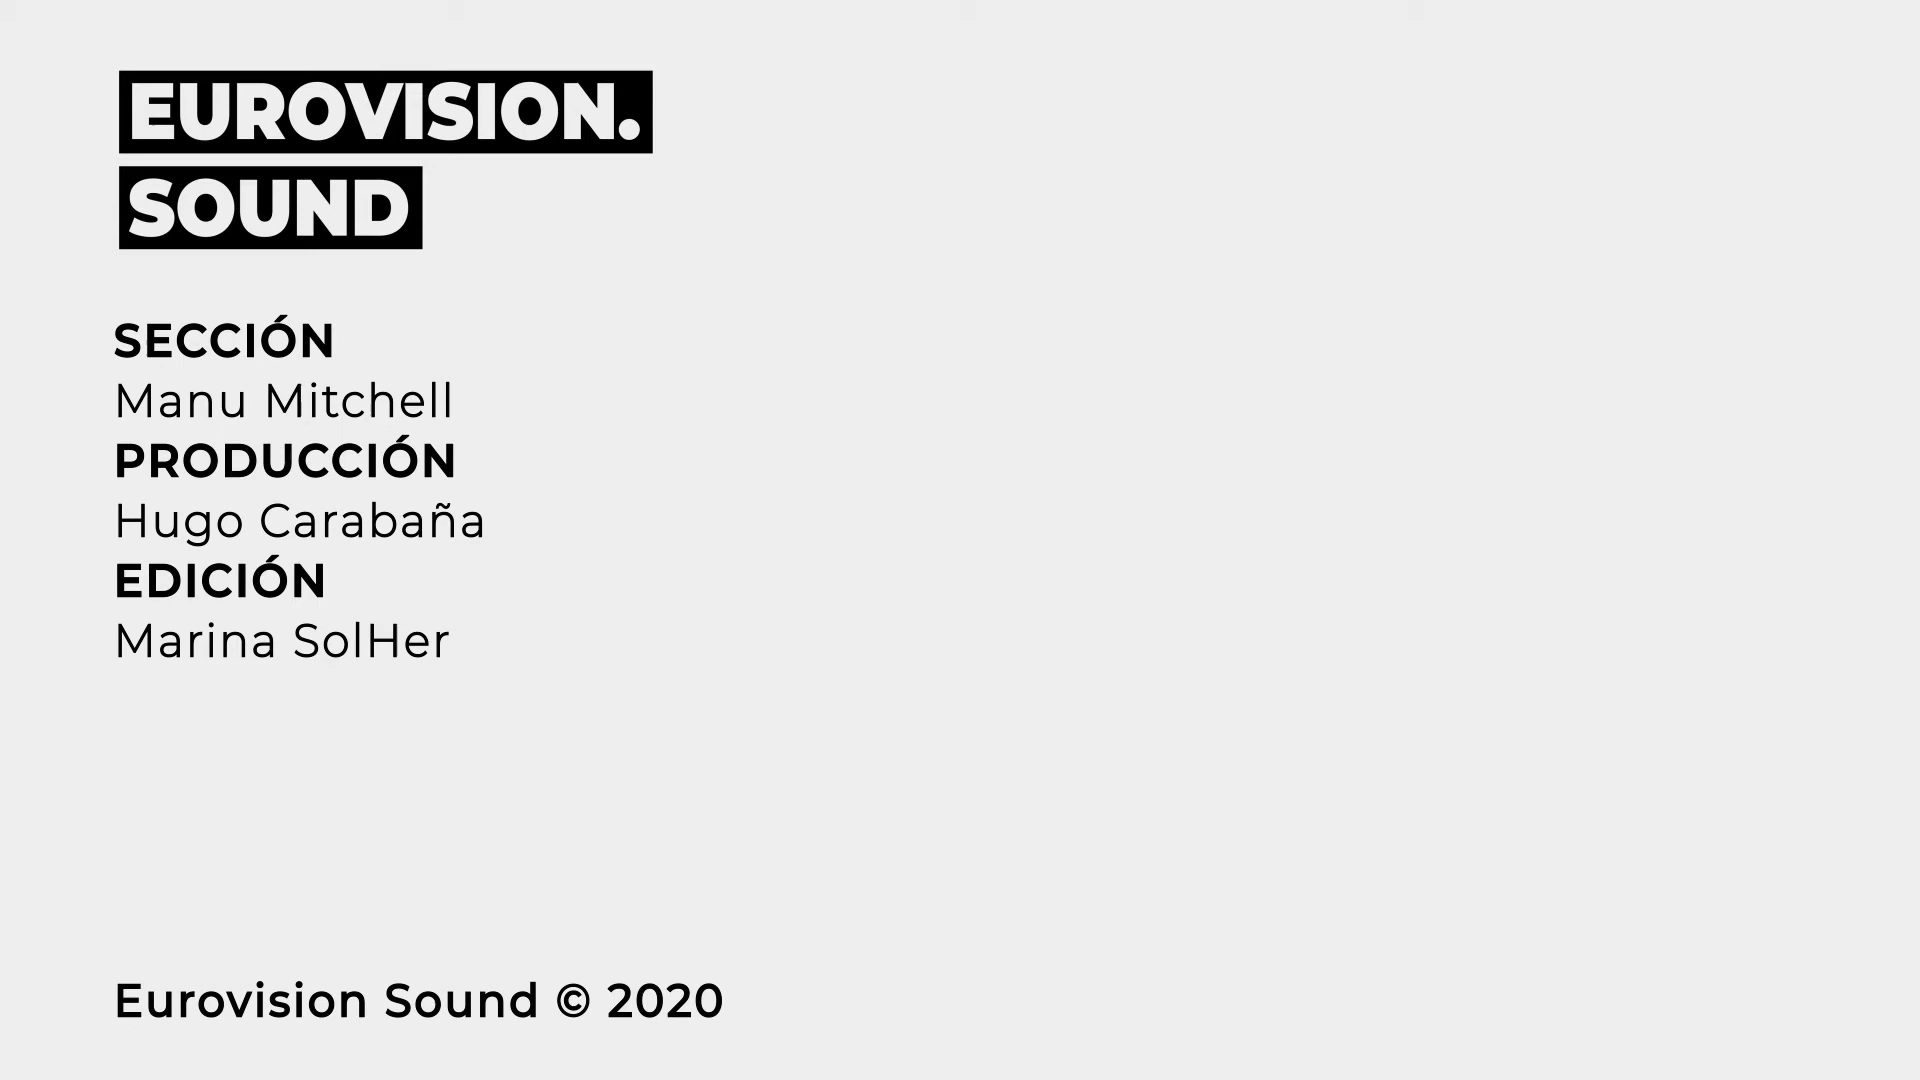 EUROVISION.
SOUND
SECCIÓN
Manu Mitchell
PRODUCCIÓN
Hugo Carabaña
EDICIÓN
Marina SolHer
Eurovision Sound © 2020